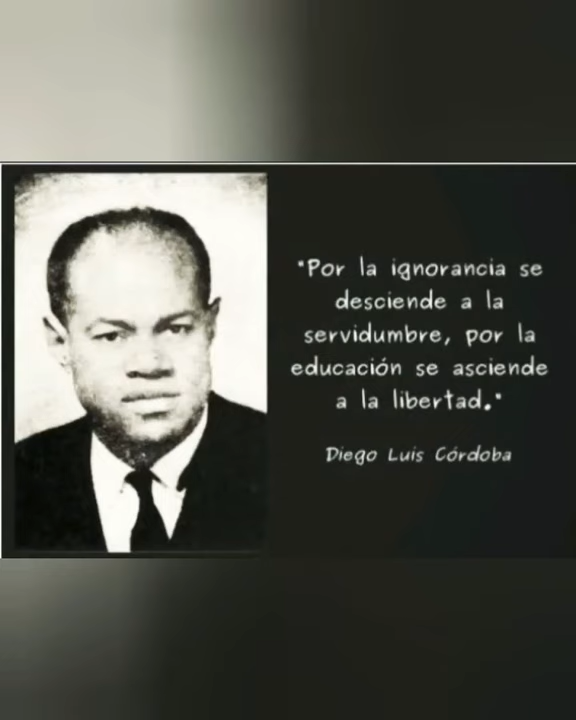 "Por la ignorancia se
desciende a la
servidumbre, por la
educación se asciende
a la libertad."
Diego Luis Córdoba